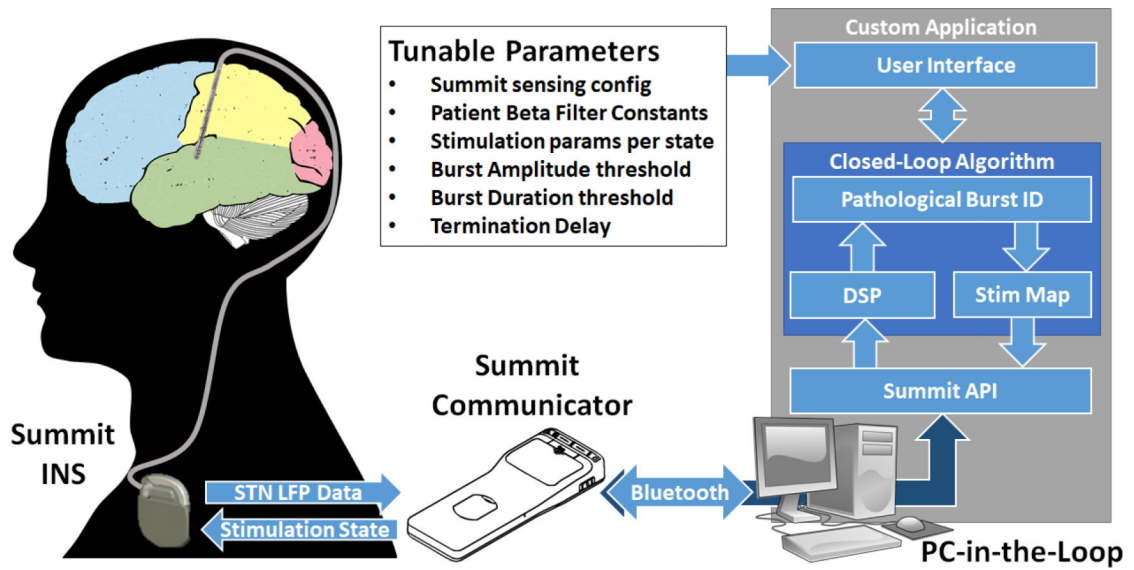 Tunable Parameters
• Summit sensing config
• Patient Beta Filter Constants
• Stimulation params per state
• Burst Amplitude threshold
• Burst Duration threshold
• Termination Delay
Custom Application
User Interface
Closed-Loop Algorithm
Pathological Burst ID
DSP
Stim Map
Summit API
Summit
INS
STN LFP Data
Stimulation State
Summit
Communicator
Bluetooth
PC-in-the-Loop